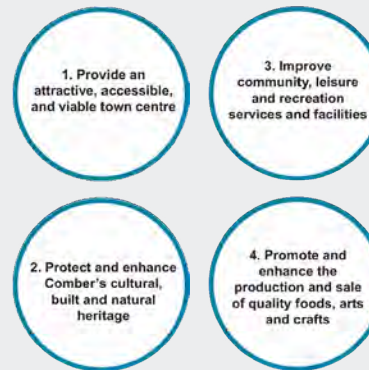 1. Provide an
attractive, accessible,
and viable town centre
2. Protect and enhance
Comber's cultural,
built and natural
heritage
3. Improve
community, leisure
and recreation
services and facilities
4. Promote and
enhance the
production and sale
of quality foods, arts
and crafts